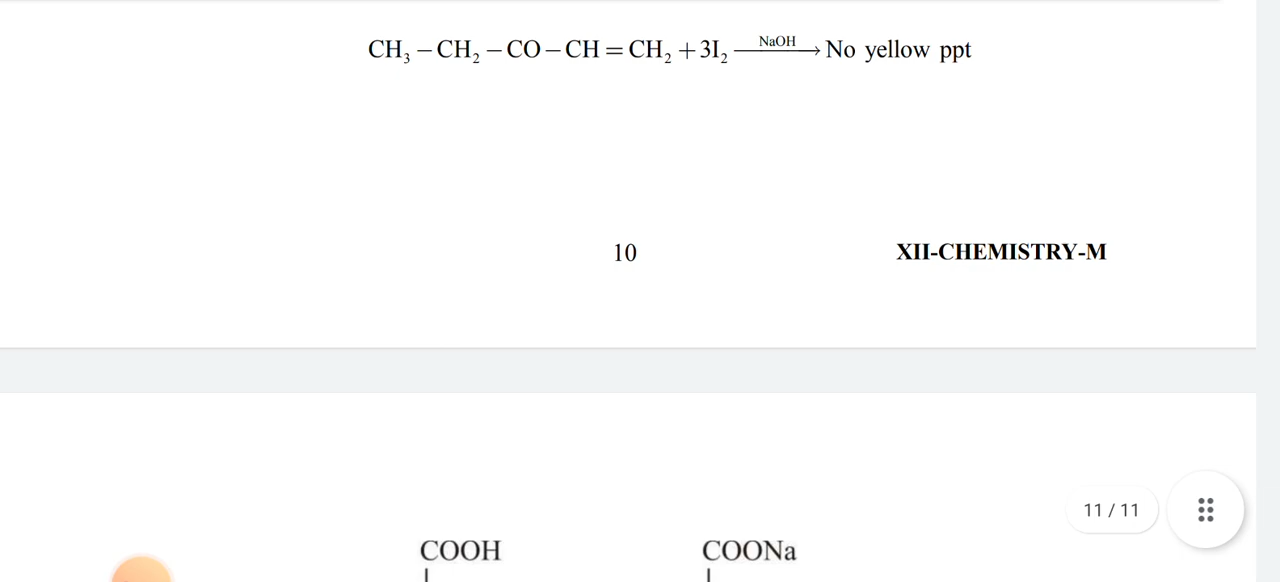 CH₃ – CH₂ – CO – CH = CH₂ + 3I₂ —NaOH→ No yellow ppt
10
XII-CHEMISTRY-M
11 / 11
COOH
COONa